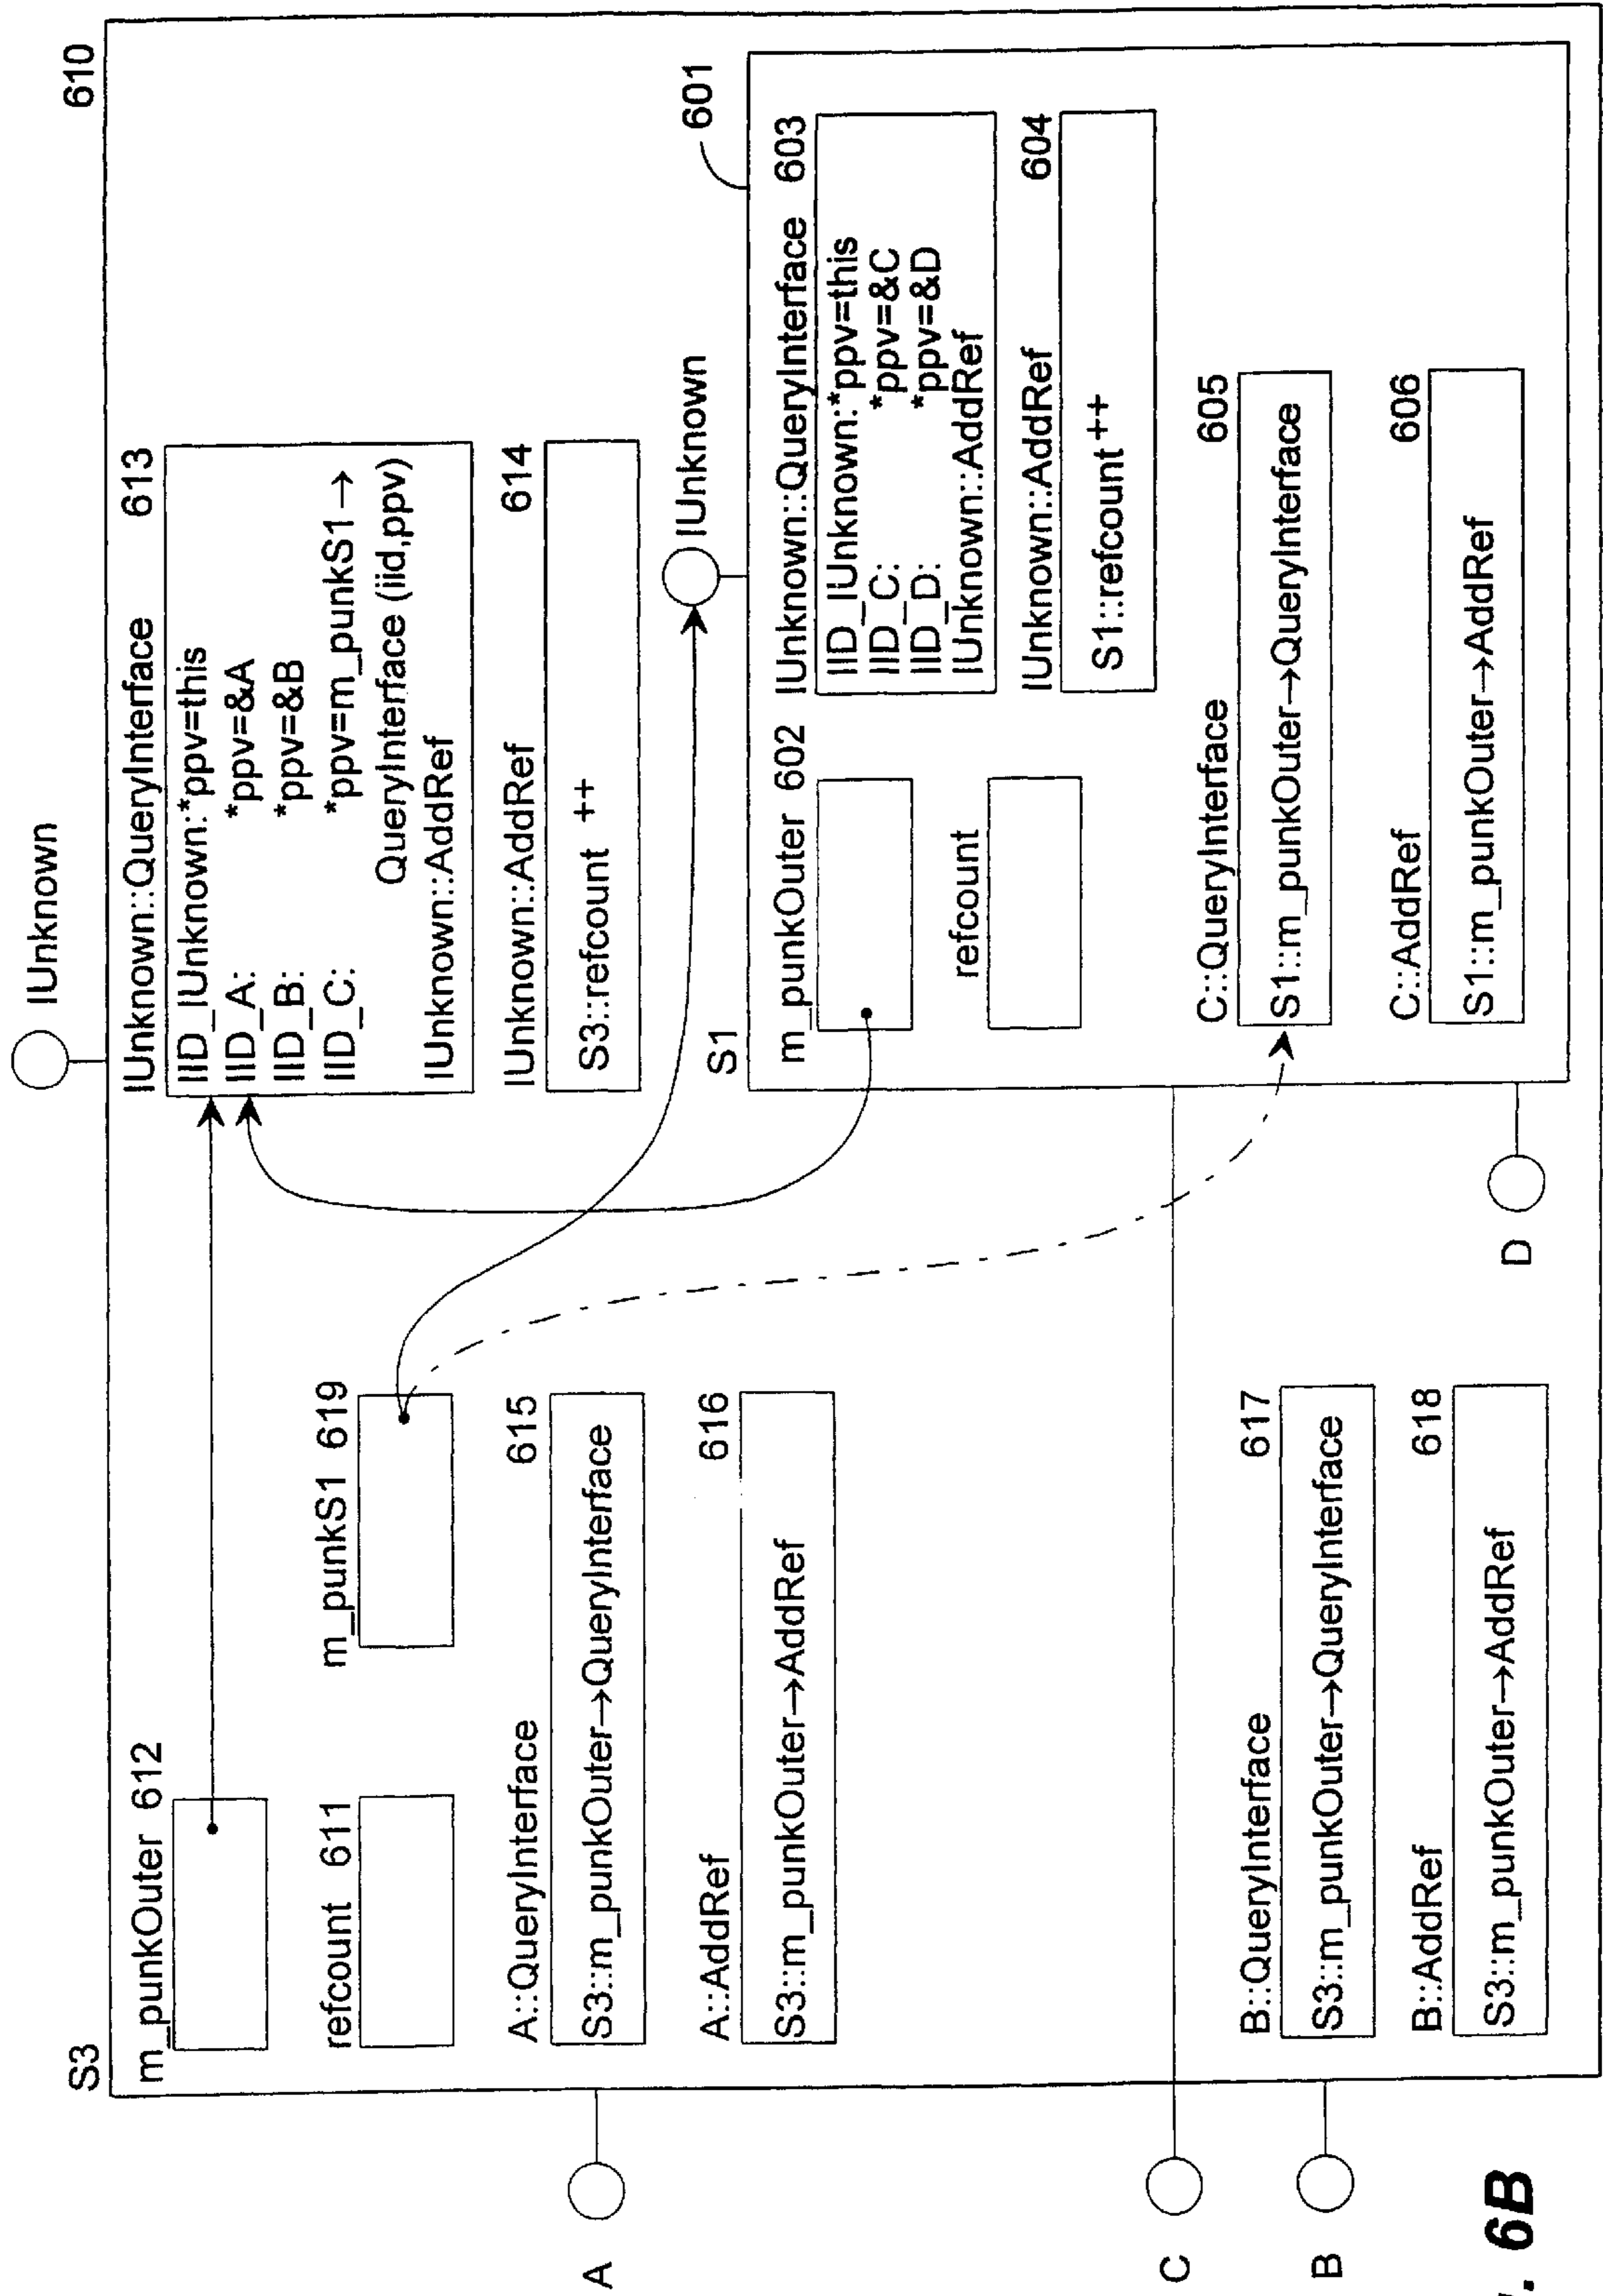 IUnknown
S3
610
m_punkOuter 612
IUnknown::QueryInterface 613
IID_IUnknown:*ppv=this
IID_A: *ppv=&A
IID_B: *ppv=&B
IID_C: *ppv=m_punkS1→
QueryInterface (iid,ppv)
IUnknown::AddRef
refcount 611
m_punkS1 619
IUnknown::AddRef 614
S3::refcount ++
A::QueryInterface 615
S3::m_punkOuter→QueryInterface
A::AddRef 616
S3::m_punkOuter→AddRef
A
IUnknown
601
S1
m_punkOuter 602
IUnknown::QueryInterface 603
IID_IUnknown:*ppv=this
IID_C: *ppv=&C
IID_D: *ppv=&D
IUnknown::AddRef
refcount
IUnknown::AddRef 604
S1::refcount++
C::QueryInterface 605
S1::m_punkOuter→QueryInterface
C::AddRef 606
S1::m_punkOuter→AddRef
C
B::QueryInterface 617
S3::m_punkOuter→QueryInterface
B::AddRef 618
S3::m_punkOuter→AddRef
B
D
6B